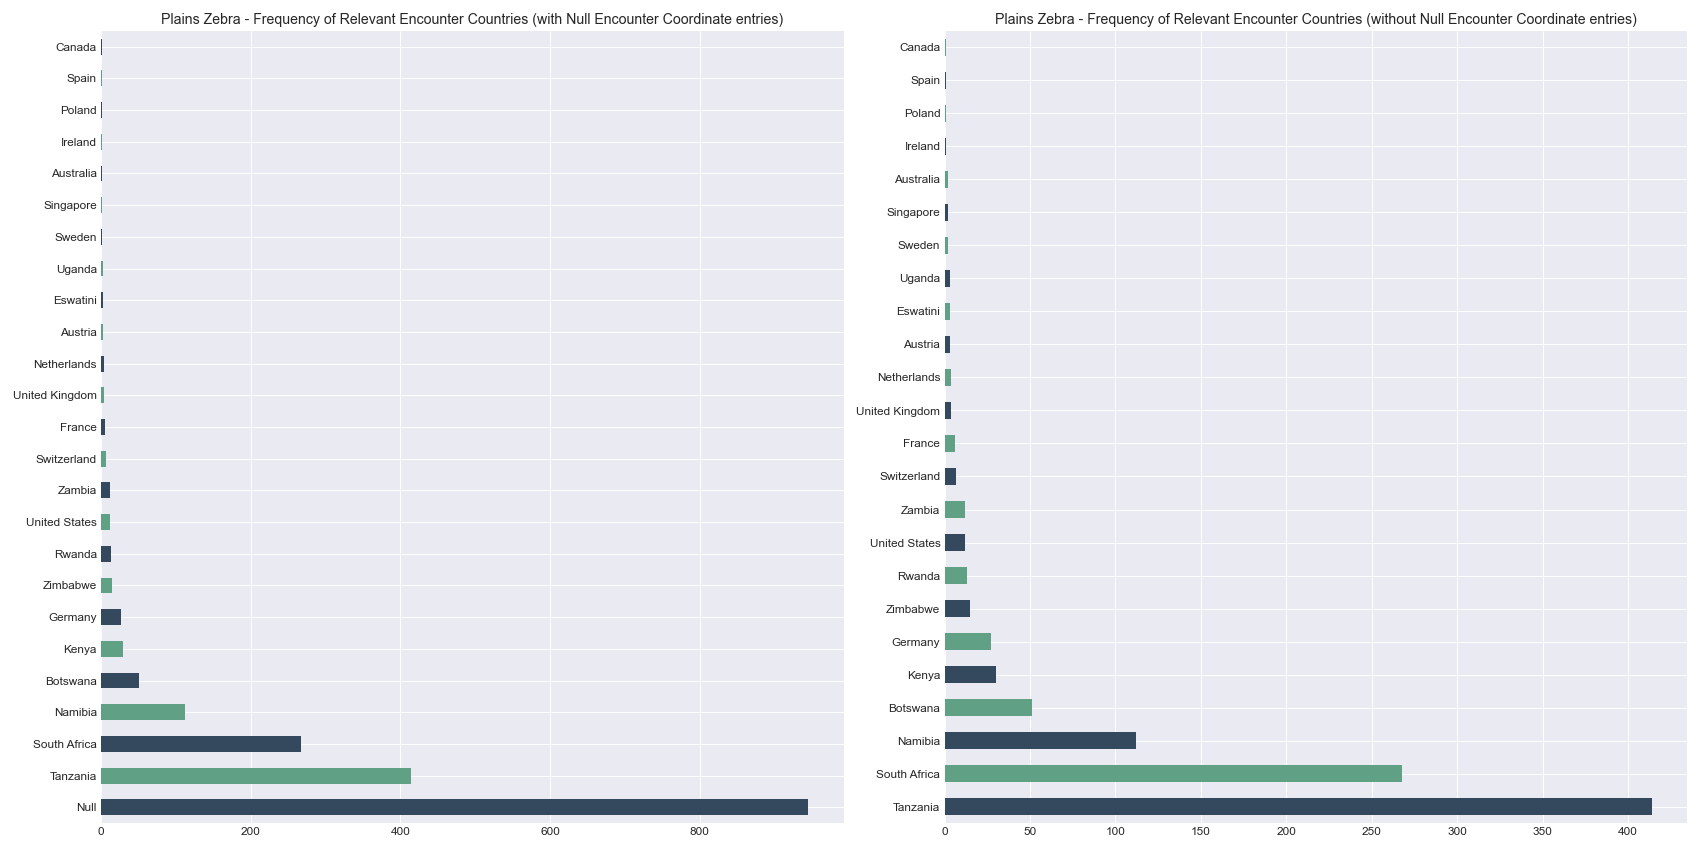 Plains Zebra - Frequency of Relevant Encounter Countries (with Null Encounter Coordinate entries)
Canada
Spain
Poland
Ireland
Australia
Singapore
Sweden
Uganda
Eswatini
Austria
Netherlands
United Kingdom
France
Switzerland
Zambia
United States
Rwanda
Zimbabwe
Germany
Kenya
Botswana
Namibia
South Africa
Tanzania
Null
0 200 400 600 800
Plains Zebra - Frequency of Relevant Encounter Countries (without Null Encounter Coordinate entries)
Canada
Spain
Poland
Ireland
Australia
Singapore
Sweden
Uganda
Eswatini
Austria
Netherlands
United Kingdom
France
Switzerland
Zambia
United States
Rwanda
Zimbabwe
Germany
Kenya
Botswana
Namibia
South Africa
Tanzania
0 50 100 150 200 250 300 350 400